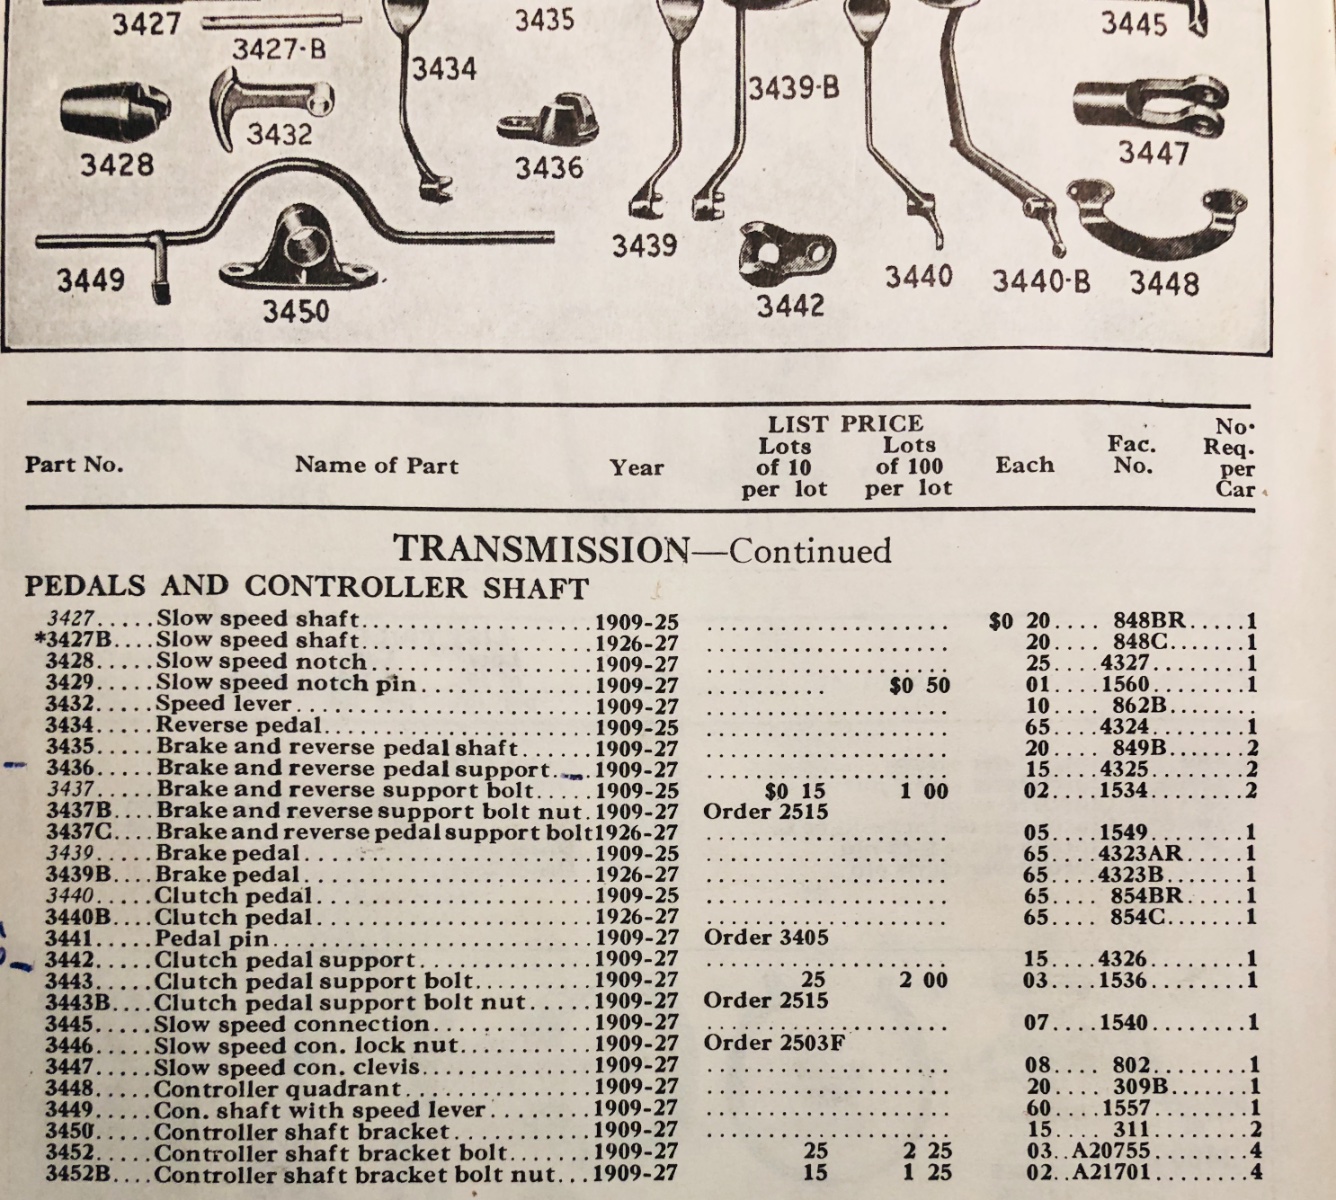 3427
3427-B
3434
3435
3439-B
3445
3428
3432
3436
3447
3449
3450
3439
3442
3440
3440-B
3448
LIST PRICE
Part No. Name of Part Year Lots of 10 per lot Lots of 100 per lot Each Fac. No. No. Req. per Car
TRANSMISSION—Continued
PEDALS AND CONTROLLER SHAFT
3427.....Slow speed shaft....................1909-25 .................... $0 20.... 848BR.....1
*3427B....Slow speed shaft....................1926-27 .................... 20.... 848C.......1
3428.....Slow speed notch...................1909-27 .................... 25....4327........1
3429.....Slow speed notch pin...............1909-27 .......... $0 50 01....1560........1
3432.....Speed lever........................1909-27 .................... 10.... 862B........
3434.....Reverse pedal......................1909-25 .................... 65....4324........1
3435.....Brake and reverse pedal shaft......1909-27 .................... 20.... 849B.......2
3436.....Brake and reverse pedal support....1909-27 .................... 15....4325........2
3437.....Brake and reverse support bolt.....1909-25 $0 15 1 00 02....1534........2
3437B....Brake and reverse support bolt nut.1909-27 Order 2515
3437C....Brake and reverse pedal support bolt1926-27 .................... 05....1549........1
3439.....Brake pedal........................1909-25 .................... 65....4323AR.....1
3439B....Brake pedal........................1926-27 .................... 65....4323B.......1
3440.....Clutch pedal.......................1909-25 .................... 65.... 854BR.....1
3440B....Clutch pedal.......................1926-27 .................... 65.... 854C.......1
3441.....Pedal pin..........................1909-27 Order 3405
3442.....Clutch pedal support...............1909-27 .................... 15....4326........1
3443.....Clutch pedal support bolt..........1909-27 25 2 00 03....1536........1
3443B....Clutch pedal support bolt nut......1909-27 Order 2515
3445.....Slow speed connection..............1909-27 .................... 07....1540........1
3446.....Slow speed con. lock nut...........1909-27 Order 2503F
3447.....Slow speed con. clevis.............1909-27 .................... 08.... 802........1
3448.....Controller quadrant................1909-27 .................... 20.... 309B.......1
3449.....Con. shaft with speed lever........1909-27 .................... 60....1557........1
3450.....Controller shaft bracket...........1909-27 .................... 15.... 311........2
3452.....Controller shaft bracket bolt......1909-27 25 2 25 03..A20755........4
3452B....Controller shaft bracket bolt nut...1909-27 15 1 25 02..A21701........4